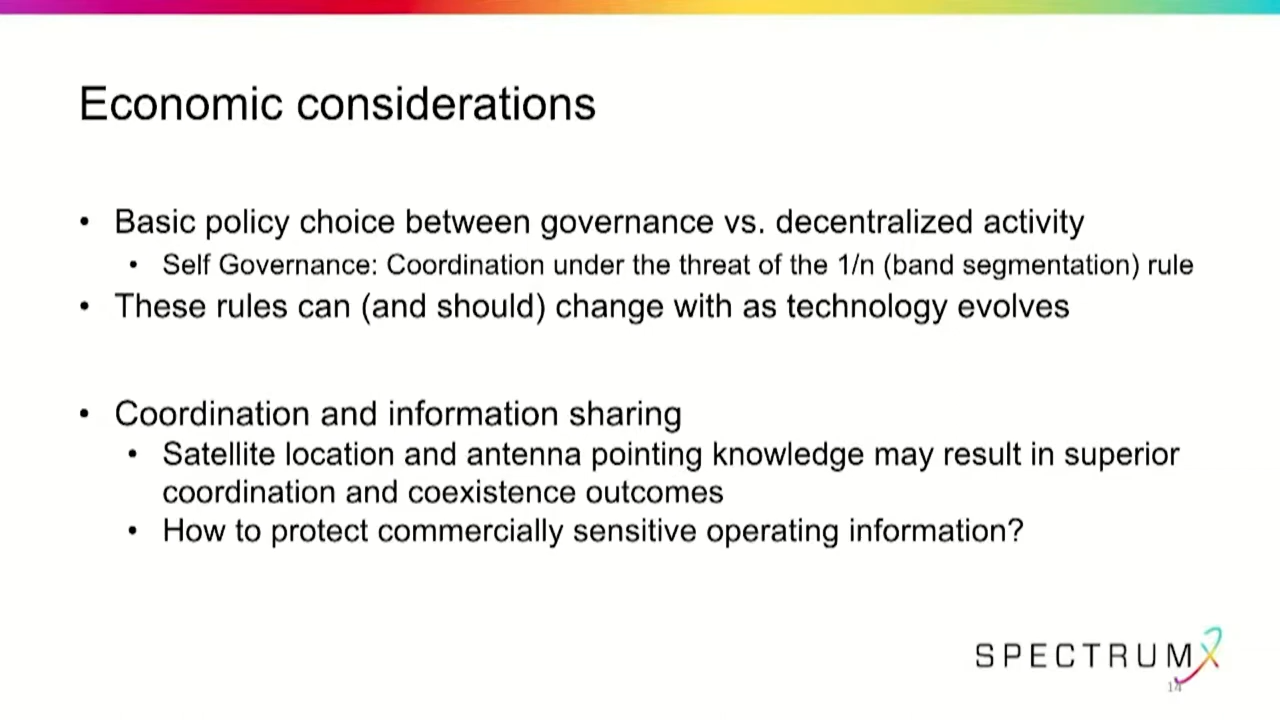 Economic considerations
• Basic policy choice between governance vs. decentralized activity
• Self Governance: Coordination under the threat of the 1/n (band segmentation) rule
• These rules can (and should) change with as technology evolves
• Coordination and information sharing
• Satellite location and antenna pointing knowledge may result in superior
coordination and coexistence outcomes
• How to protect commercially sensitive operating information?
SPECTRUMX
14